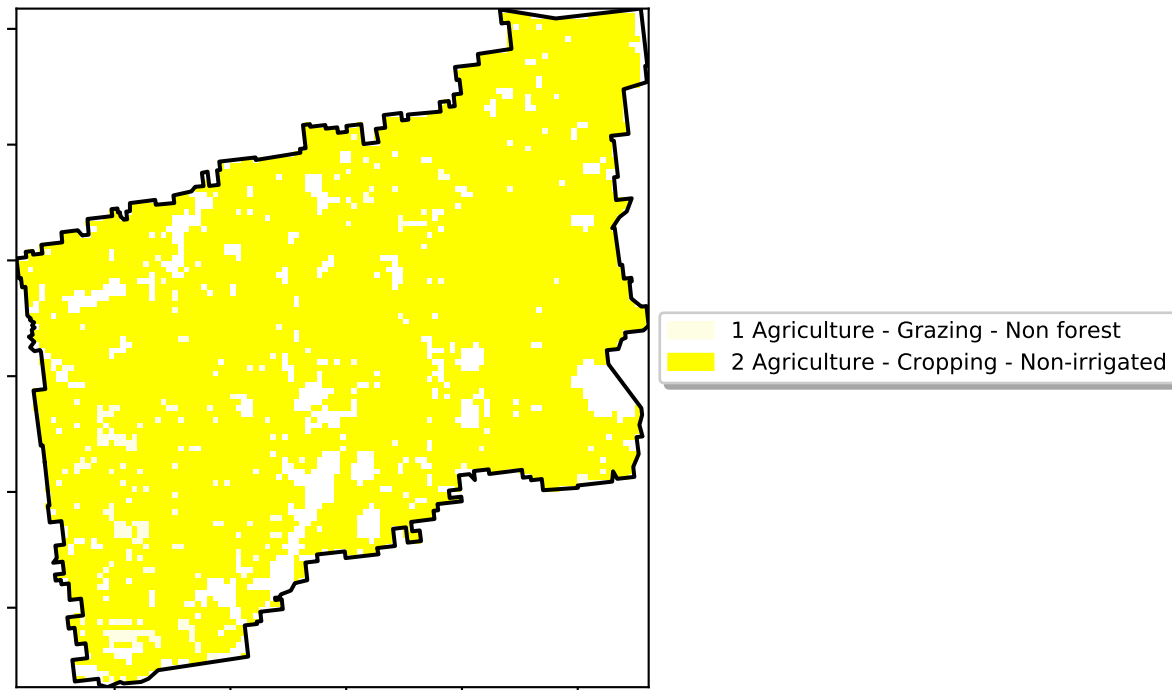 1 Agriculture - Grazing - Non forest
2 Agriculture - Cropping - Non-irrigated